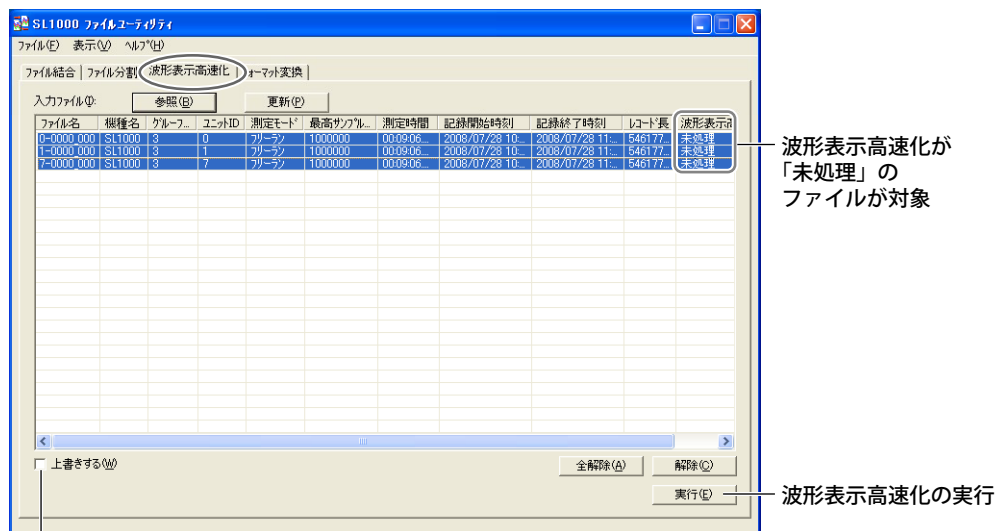 SL1000 ファイルユーティリティ
ファイル(F) 表示(V) ヘルプ(H)
ファイル結合 ファイル分割 波形表示高速化 ォーマット変換
入力ファイル(I): 参照(B) 更新(P)
ファイル名 機種名 グループ... ユニットID 測定モード 最高サンプル... 測定時間 記録開始時刻 記録終了時刻 レコード長 波形表示高
0-0000_000 SL1000 3 0 フリーラン 1000000 00:09:06... 2008/07/28 10:... 2008/07/28 11:... 546177... 未処理
1-0000_000 SL1000 3 1 フリーラン 1000000 00:09:06... 2008/07/28 10:... 2008/07/28 11:... 546177... 未処理
7-0000_000 SL1000 3 7 フリーラン 1000000 00:09:06... 2008/07/28 10:... 2008/07/28 11:... 546177... 未処理
波形表示高速化が
「未処理」の
ファイルが対象
上書きする(W) 全解除(A) 解除(C)
実行(E)
波形表示高速化の実行